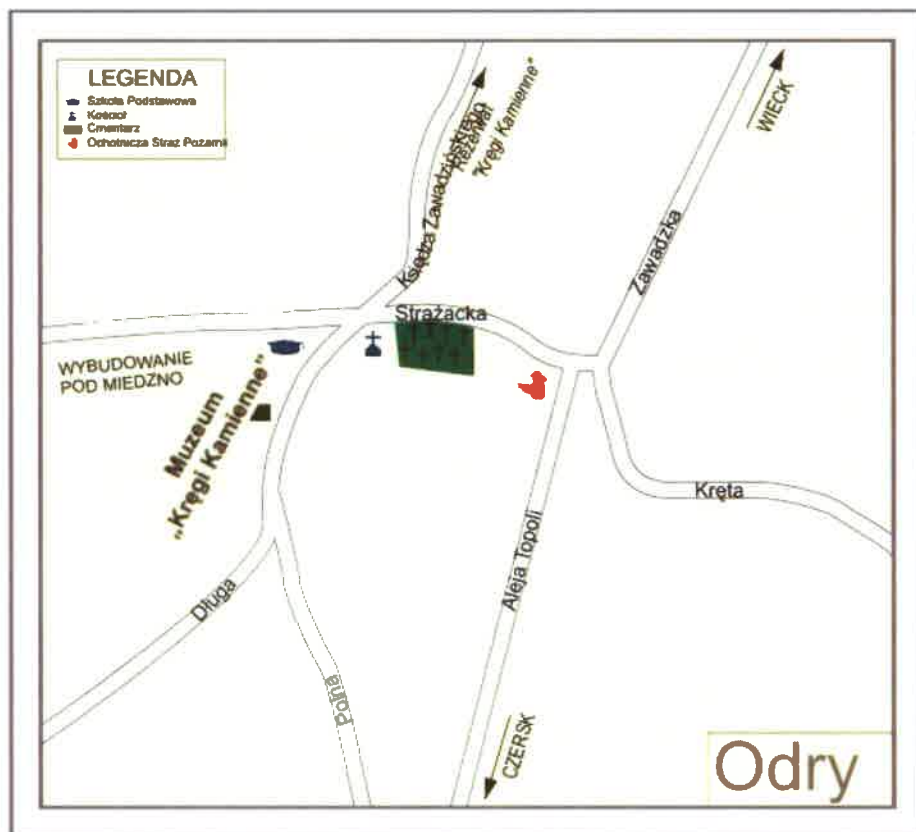 LEGENDA
Szkoła Podstawowa
Kościół
Cmentarz
Ochotnicza Straż Pożarna
Księdza Zawadzińskiego
Rezerwat
"Kręgi Kamienne"
WIECK
Zawadzka
Strażacka
WYBUDOWANIE
POD MIEDZNO
Muzeum
„Kręgi Kamienne”
Kręta
Aleja Topoli
Długa
Polna
CZERSK
Odry